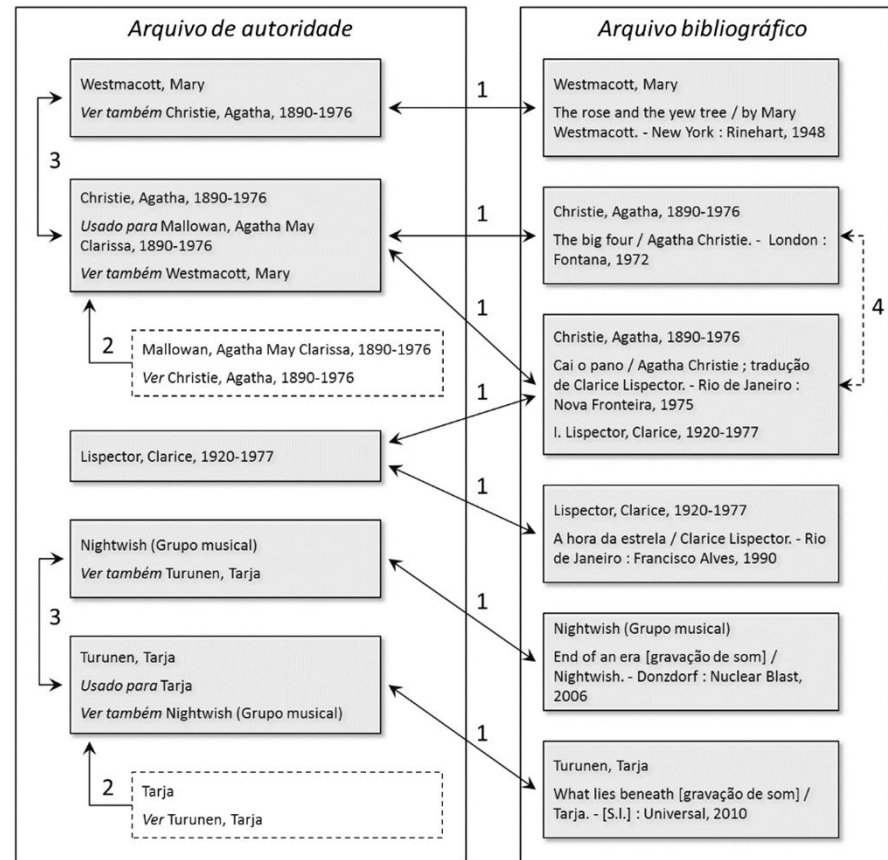 Arquivo de autoridade
Westmacott, Mary
Ver também Christie, Agatha, 1890-1976
3
Christie, Agatha, 1890-1976
Usado para Mallowan, Agatha May
Clarissa, 1890-1976
Ver também Westmacott, Mary
2
Mallowan, Agatha May Clarissa, 1890-1976
Ver Christie, Agatha, 1890-1976
Lispector, Clarice, 1920-1977
Nightwish (Grupo musical)
Ver também Turunen, Tarja
3
Turunen, Tarja
Usado para Tarja
Ver também Nightwish (Grupo musical)
2
Tarja
Ver Turunen, Tarja
1
1
1
1
1
1
1
Arquivo bibliográfico
Westmacott, Mary
The rose and the yew tree / by Mary
Westmacott. - New York : Rinehart, 1948
Christie, Agatha, 1890-1976
The big four / Agatha Christie. - London :
Fontana, 1972
4
Christie, Agatha, 1890-1976
Cai o pano / Agatha Christie ; tradução
de Clarice Lispector. - Rio de Janeiro :
Nova Fronteira, 1975
I. Lispector, Clarice, 1920-1977
Lispector, Clarice, 1920-1977
A hora da estrela / Clarice Lispector. - Rio
de Janeiro : Francisco Alves, 1990
Nightwish (Grupo musical)
End of an era [gravação de som] /
Nightwish. - Donzdorf : Nuclear Blast,
2006
Turunen, Tarja
What lies beneath [gravação de som] /
Tarja. - [S.l.] : Universal, 2010